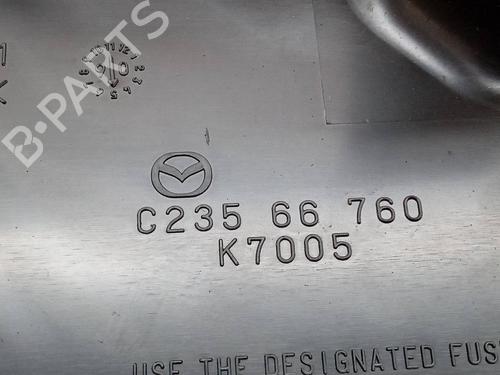 B-PARTS
C235 66 760
K7005
USE THE DESIGNATED FUS